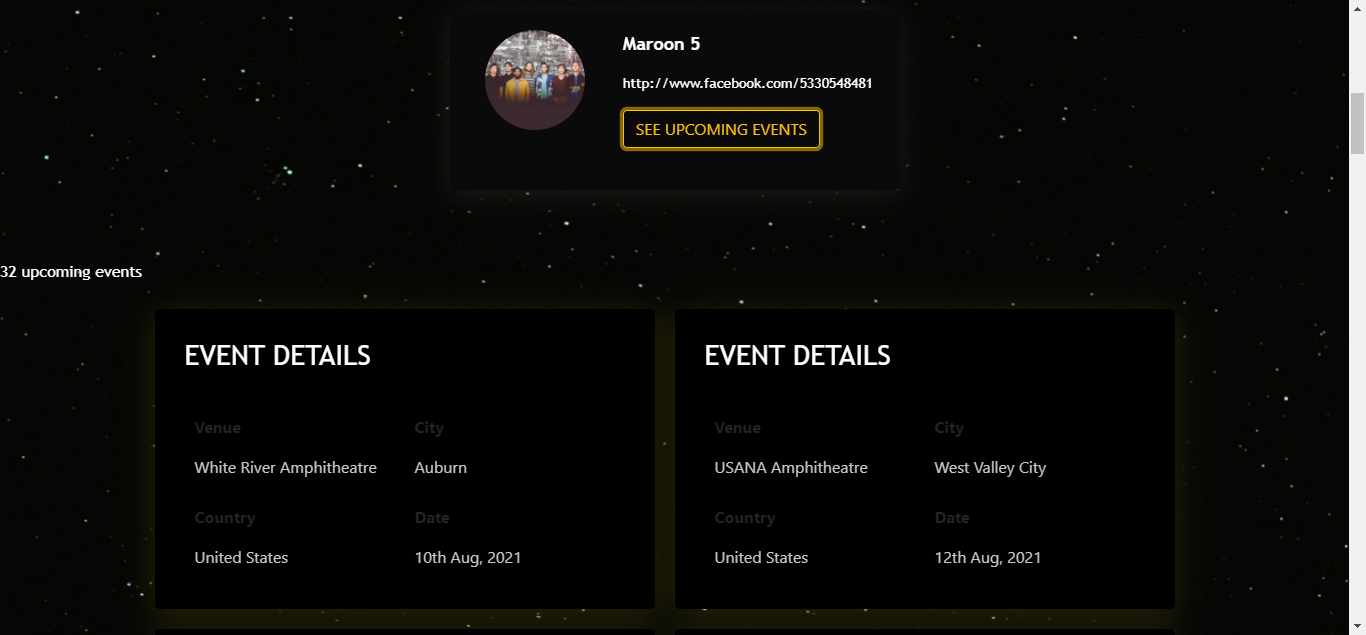 Maroon 5
http://www.facebook.com/5330548481
SEE UPCOMING EVENTS
32 upcoming events
EVENT DETAILS
Venue City
White River Amphitheatre Auburn
Country Date
United States 10th Aug, 2021
EVENT DETAILS
Venue City
USANA Amphitheatre West Valley City
Country Date
United States 12th Aug, 2021